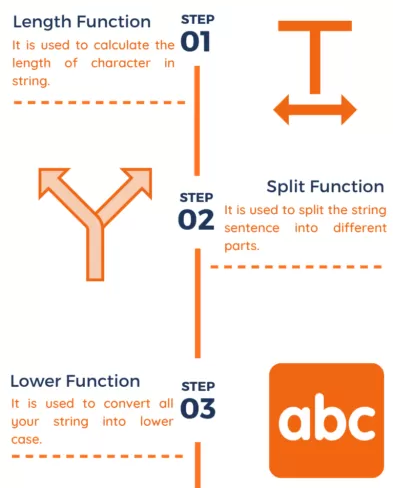 Length Function
It is used to calculate the
length of character in
string.
STEP
01
T
STEP
02
Split Function
It is used to split the string
sentence into different
parts.
Lower Function
It is used to convert all
your string into lower
case.
STEP
03
abc